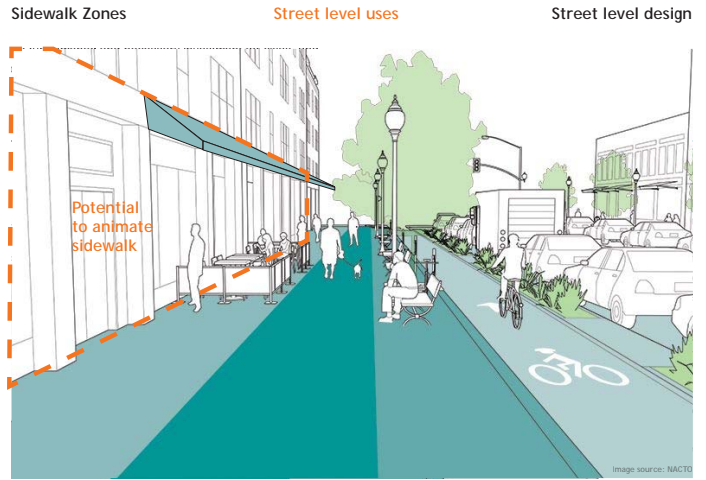 Sidewalk Zones
Street level uses
Street level design
Potential
to animate
sidewalk
Image source: NACTO